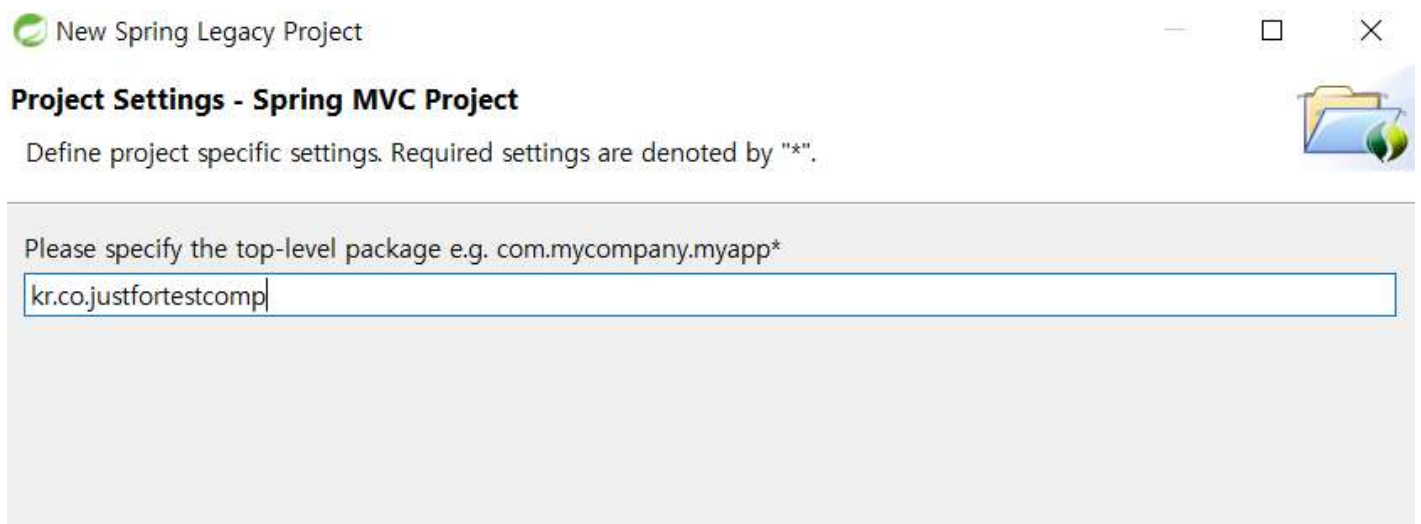 New Spring Legacy Project
Project Settings - Spring MVC Project
Define project specific settings. Required settings are denoted by "*".
Please specify the top-level package e.g. com.mycompany.myapp*
kr.co.justfortestcomp